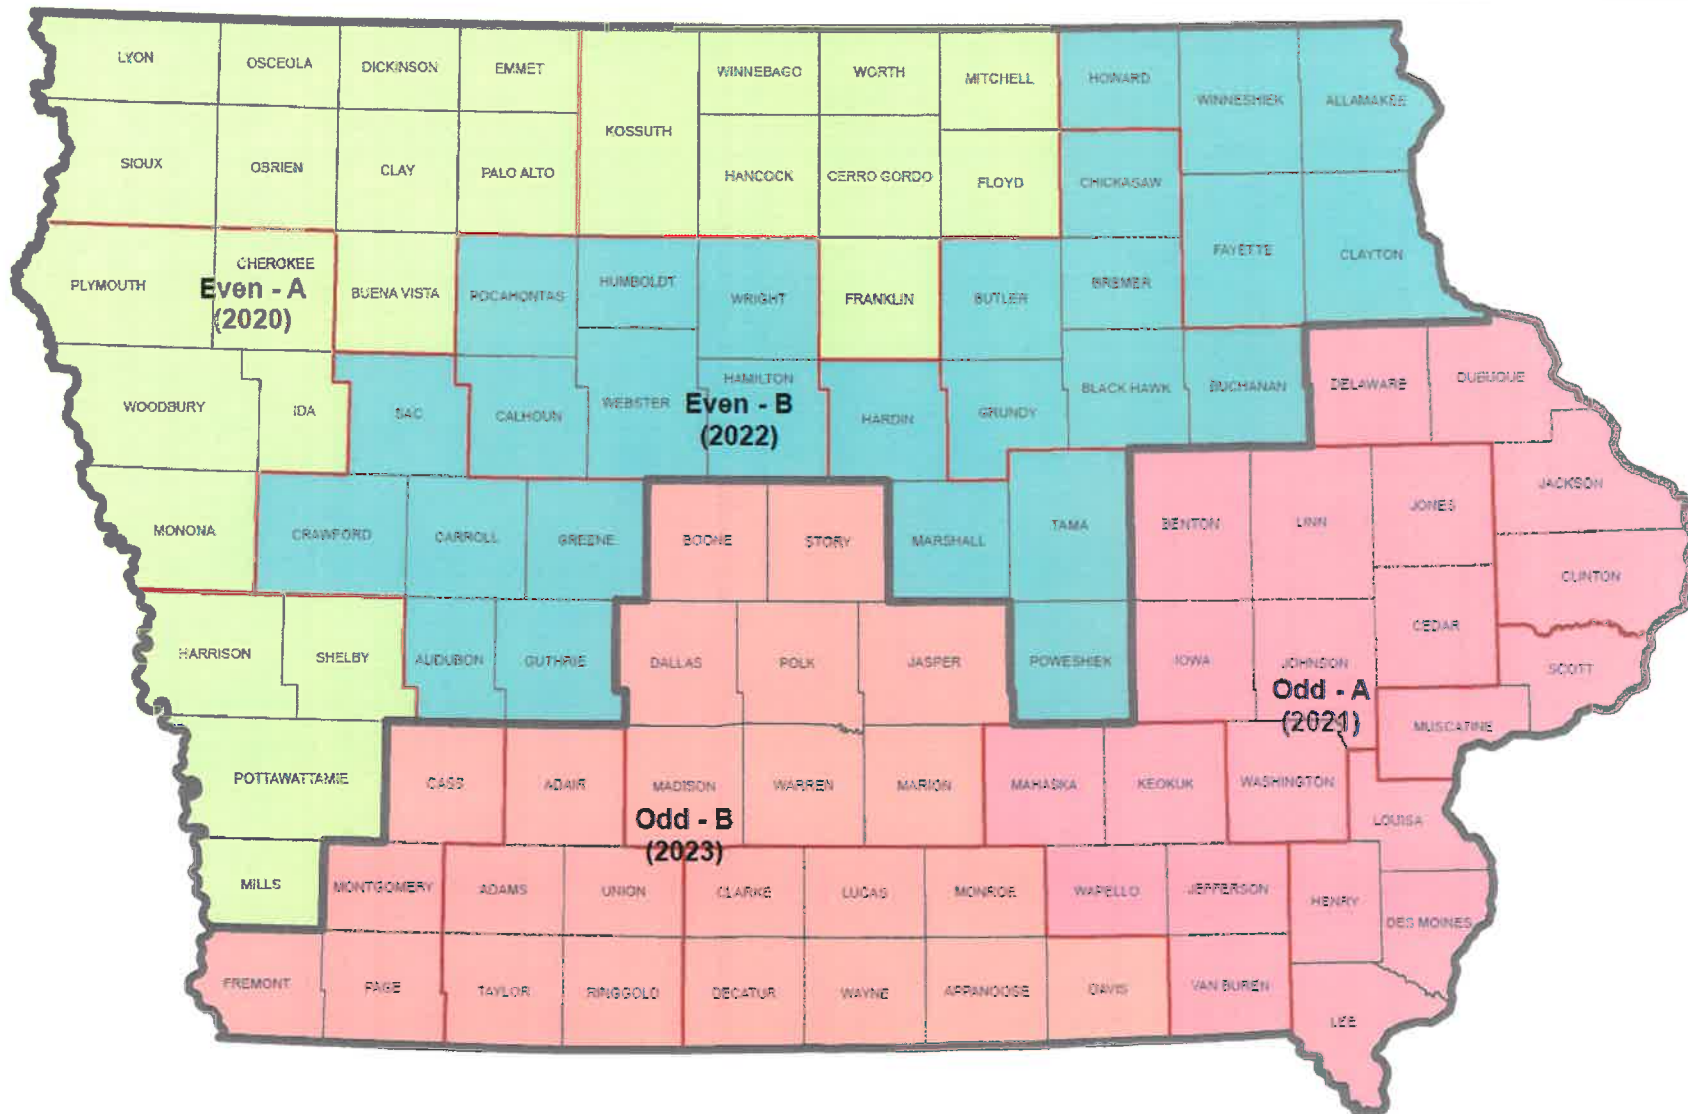 LYON
OSCEOLA
DICKINSON
EMMET
KOSSUTH
WINNEBAGO
WORTH
MITCHELL
HOWARD
WINNESHIEK
ALLAMAKEE
SIOUX
OBRIEN
CLAY
PALO ALTO
HANCOCK
CERRO GORDO
FLOYD
CHICKASAW
PLYMOUTH
CHEROKEE
Even - A
(2020)
BUENA VISTA
POCAHONTAS
HUMBOLDT
WRIGHT
FRANKLIN
BUTLER
BREMER
FAYETTE
CLAYTON
WOODBURY
IDA
SAC
CALHOUN
WEBSTER
HAMILTON
Even - B
(2022)
HARDIN
GRUNDY
BLACK HAWK
BUCHANAN
DELAWARE
DUBUQUE
MONONA
CRAWFORD
CARROLL
GREENE
BOONE
STORY
MARSHALL
TAMA
BENTON
LINN
JONES
JACKSON
CLINTON
CEDAR
HARRISON
SHELBY
AUDUBON
GUTHRIE
DALLAS
POLK
JASPER
POWESHIEK
IOWA
JOHNSON
SCOTT
Odd - A
(2021)
MUSCATINE
POTTAWATTAMIE
CASS
ADAIR
MADISON
WARREN
MARION
MAHASKA
KEOKUK
WASHINGTON
LOUISA
Odd - B
(2023)
MILLS
MONTGOMERY
ADAMS
UNION
CLARKE
LUCAS
MONROE
WAPELLO
JEFFERSON
HENRY
DES MOINES
FREMONT
PAGE
TAYLOR
RINGGOLD
DECATUR
WAYNE
APPANOOSE
DAVIS
VAN BUREN
LEE